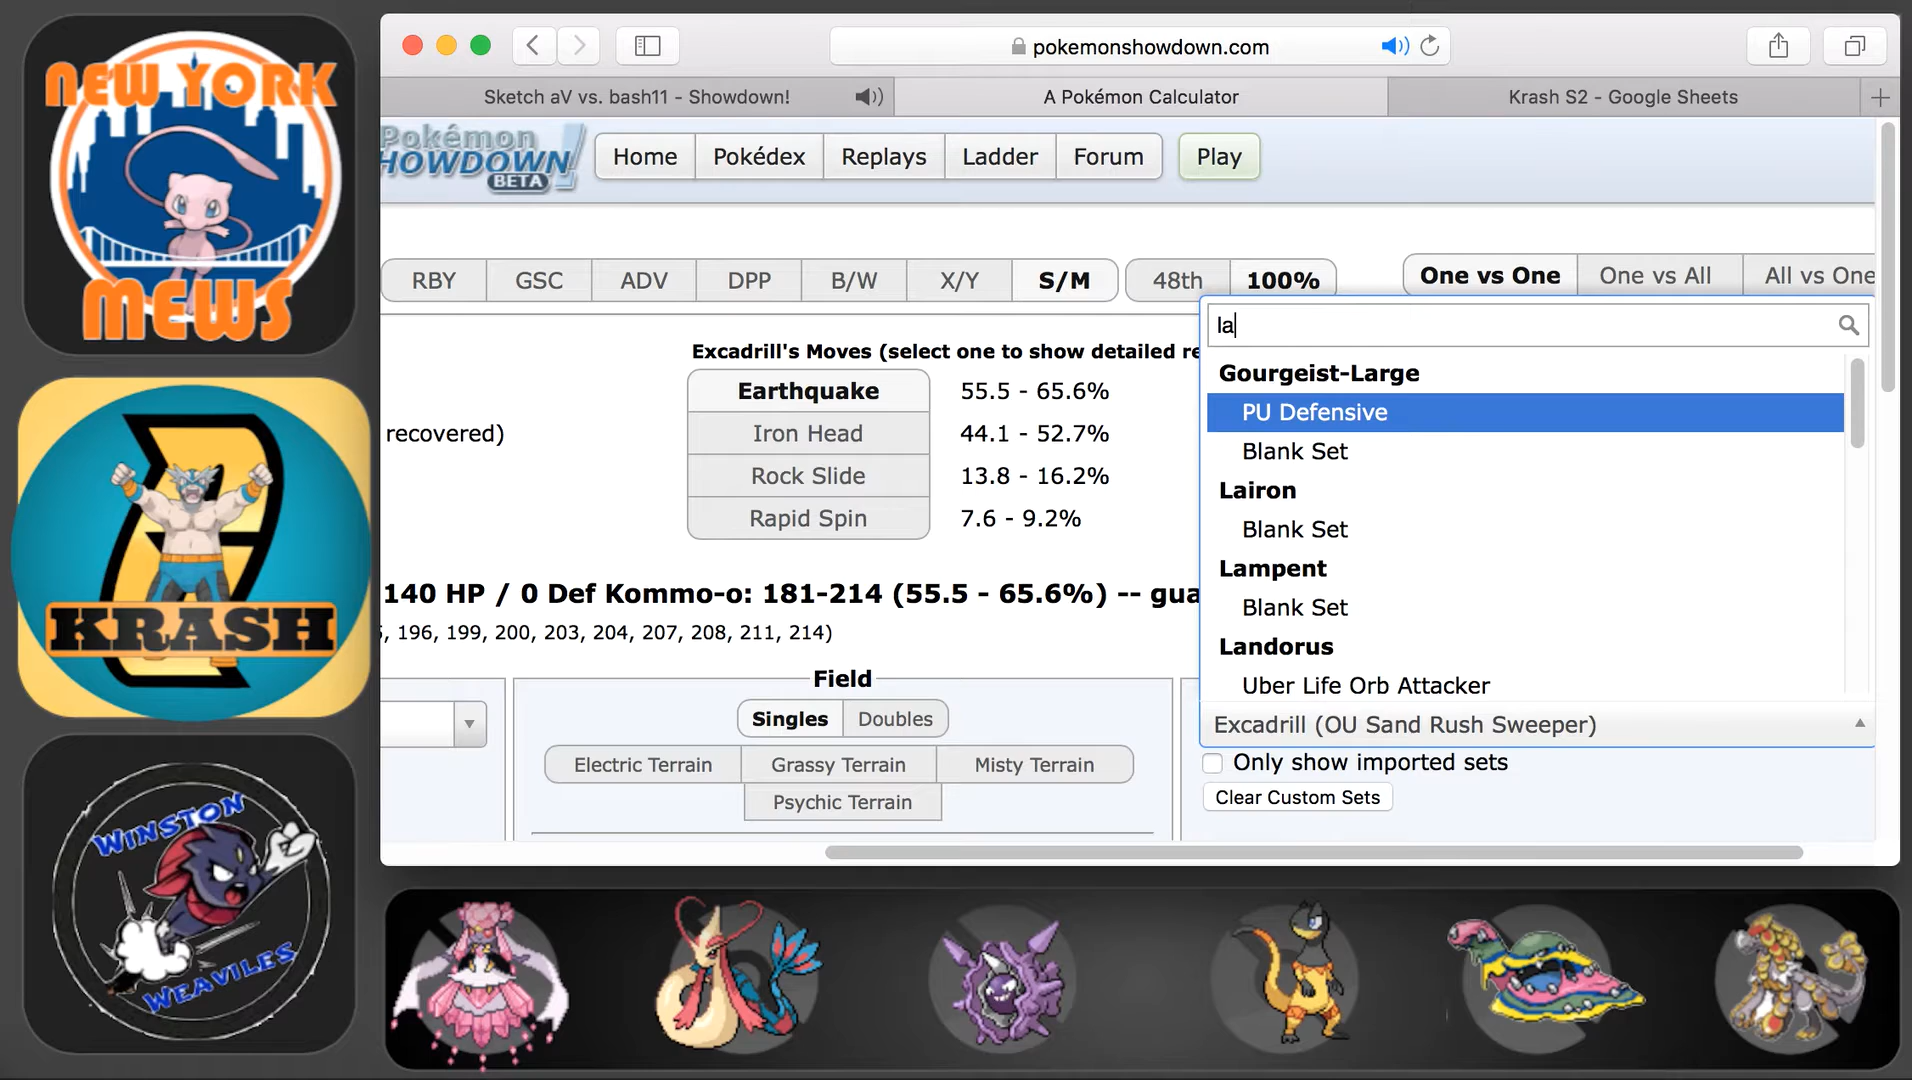 NEW YORK
MEWS
KRASH
WINSTON
WEAVILES
pokemonshowdown.com
Sketch aV vs. bash11 - Showdown!
A Pokémon Calculator
Krash S2 - Google Sheets
Pokémon
HOWDOWN!
BETA
Home
Pokédex
Replays
Ladder
Forum
Play
RBY
GSC
ADV
DPP
B/W
X/Y
S/M
48th
100%
One vs One
One vs All
All vs One
la
Gourgeist-Large
PU Defensive
Blank Set
Lairon
Blank Set
Lampent
Blank Set
Landorus
Uber Life Orb Attacker
Excadrill (OU Sand Rush Sweeper)
Only show imported sets
Clear Custom Sets
Excadrill's Moves (select one to show detailed re
Earthquake 55.5 - 65.6%
Iron Head 44.1 - 52.7%
Rock Slide 13.8 - 16.2%
Rapid Spin 7.6 - 9.2%
recovered)
140 HP / 0 Def Kommo-o: 181-214 (55.5 - 65.6%) -- gua
, 196, 199, 200, 203, 204, 207, 208, 211, 214)
Field
Singles
Doubles
Electric Terrain
Grassy Terrain
Misty Terrain
Psychic Terrain